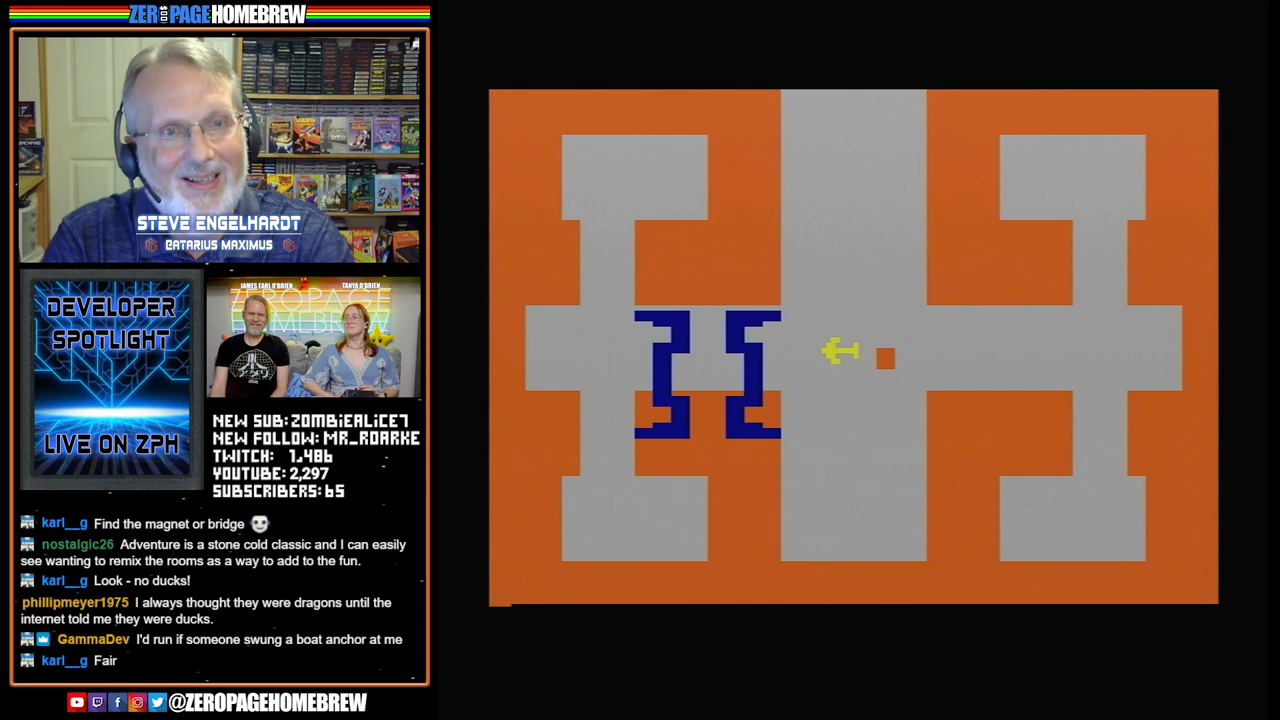 ZEROPAGEHOMEBREW
STEVE ENGELHARDT
@ATARIUS MAXIMUS
JAMES EARL O'BRIEN
TANYA O'BRIEN
ZEROPAGE
HOMEBREW
ATARI
DEVELOPER
SPOTLIGHT
LIVE ON ZPH
NEW SUB: ZOMBIEALICE7
NEW FOLLOW: MR_ROARKE
TWITCH: 1,486
YOUTUBE: 2,297
SUBSCRIBERS: 65
karl__g Find the magnet or bridge
nostalgic26 Adventure is a stone cold classic and I can easily
see wanting to remix the rooms as a way to add to the fun.
karl__g Look - no ducks!
phillipmeyer1975 I always thought they were dragons until the
internet told me they were ducks.
GammaDev I'd run if someone swung a boat anchor at me
karl__g Fair
@ZEROPAGEHOMEBREW